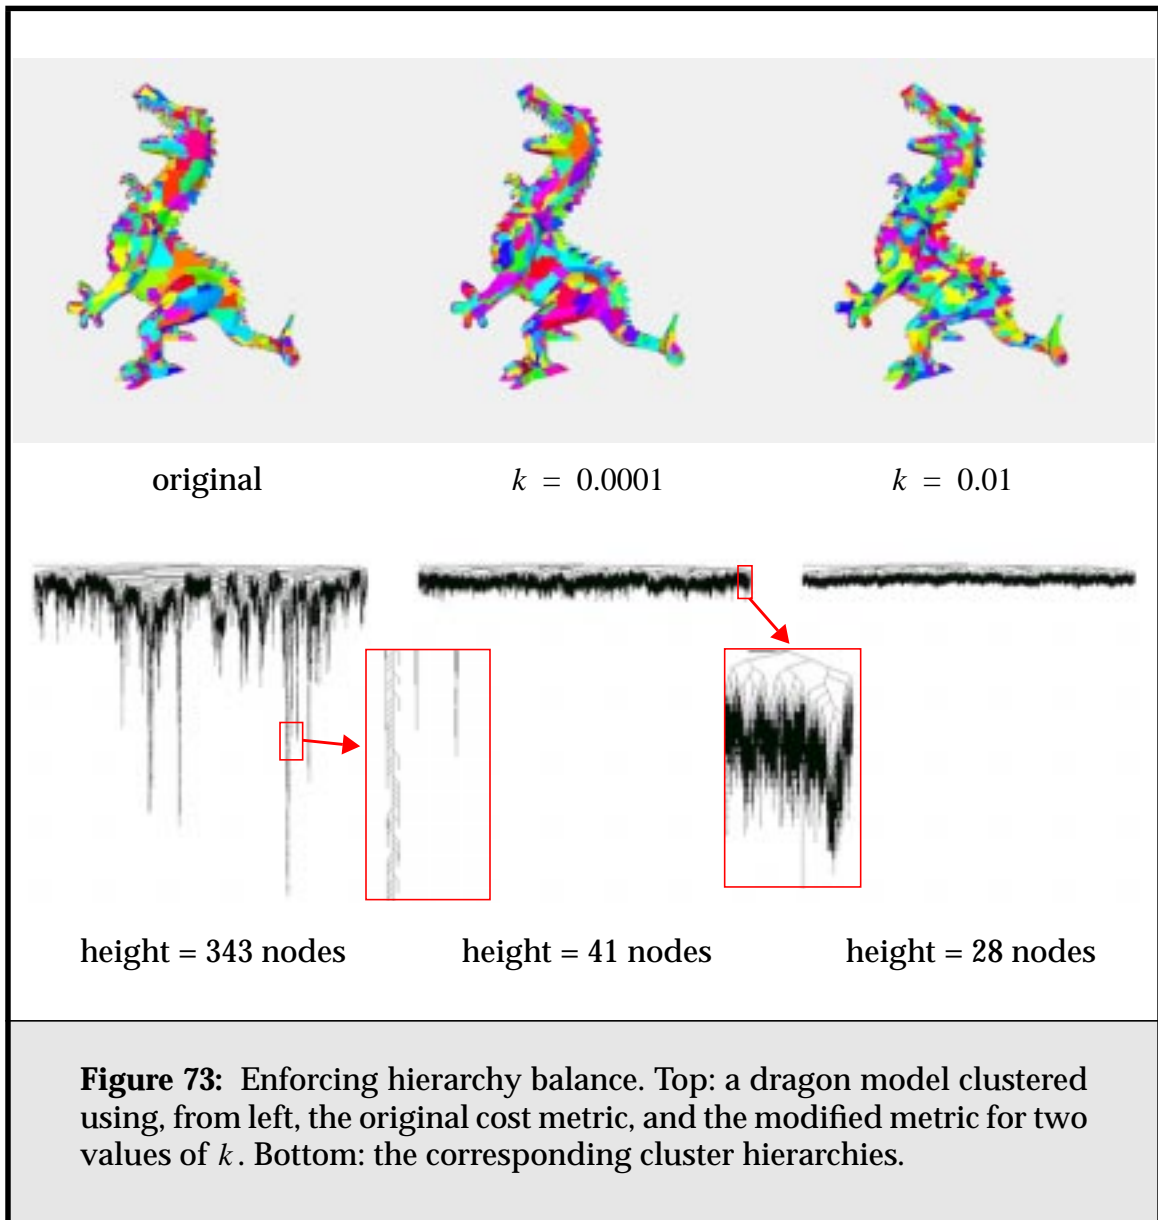 original
k = 0.0001
k = 0.01
height = 343 nodes
height = 41 nodes
height = 28 nodes
Figure 73: Enforcing hierarchy balance. Top: a dragon model clustered
using, from left, the original cost metric, and the modified metric for two
values of k. Bottom: the corresponding cluster hierarchies.